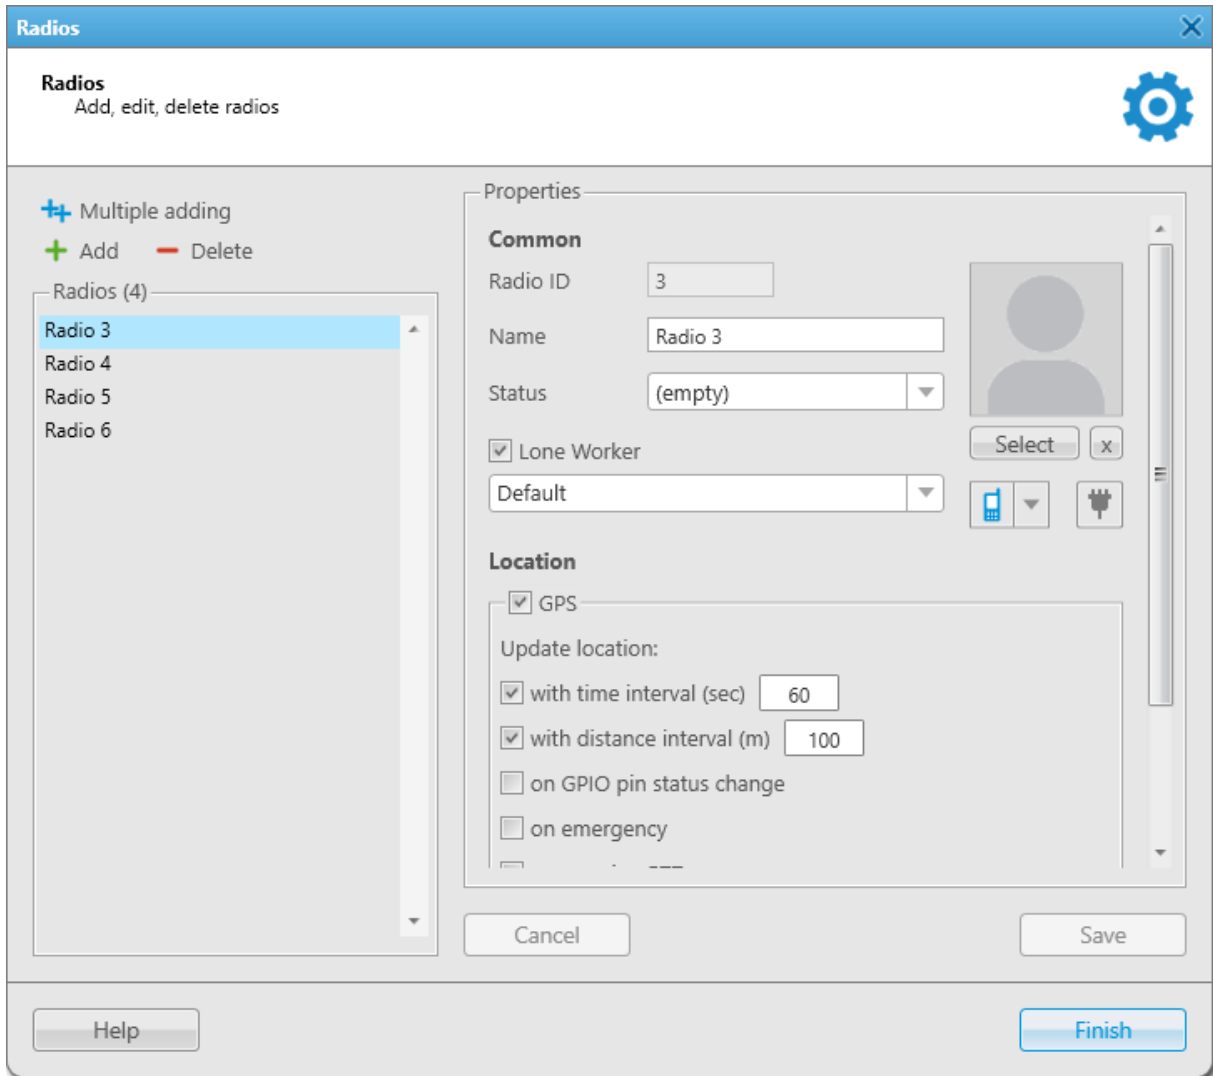 Radios
Radios
Add, edit, delete radios
Multiple adding
Add
Delete
Radios (4)
Radio 3
Radio 4
Radio 5
Radio 6
Properties
Common
Radio ID
3
Name
Radio 3
Status
(empty)
Select
x
Lone Worker
Default
Location
GPS
Update location:
with time interval (sec) 60
with distance interval (m) 100
on GPIO pin status change
on emergency
Cancel
Save
Help
Finish